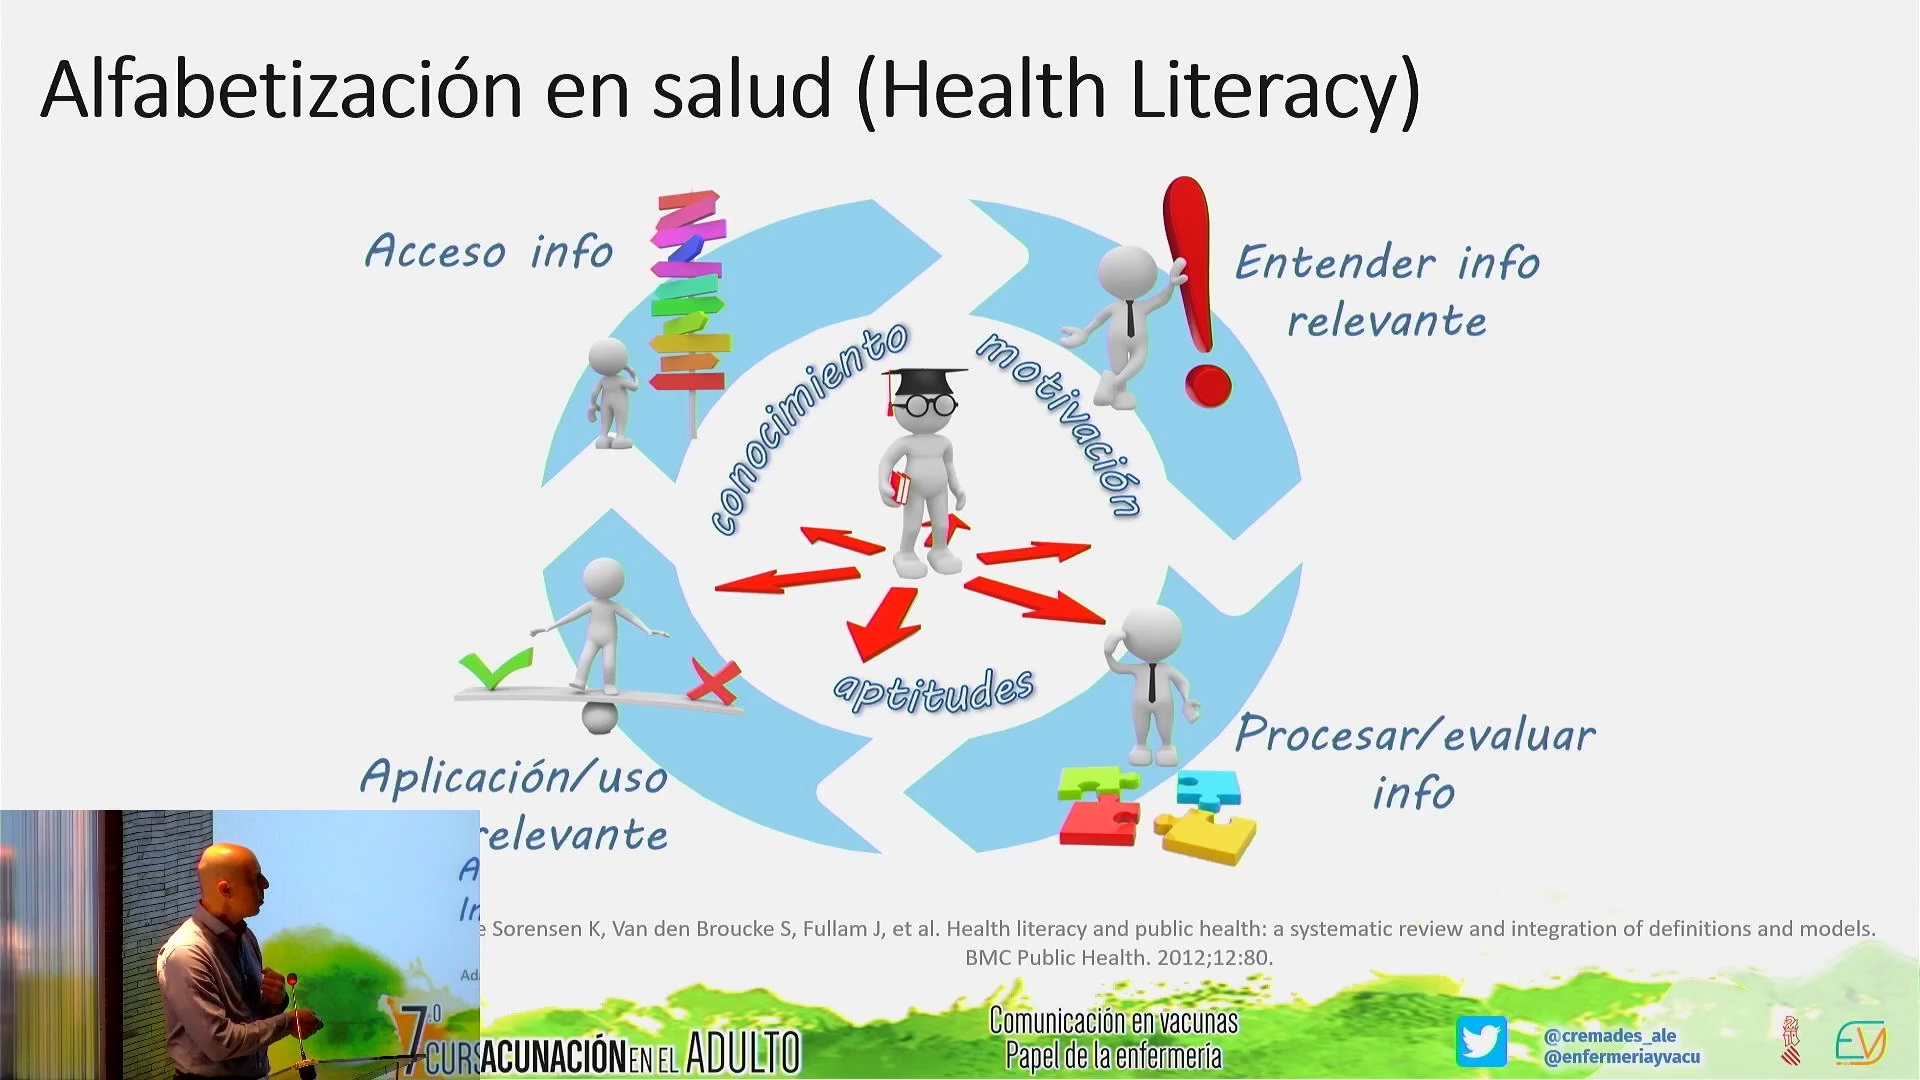 Alfabetización en salud (Health Literacy)
Acceso info
Entender info
relevante
conocimiento
motivación
aptitudes
Procesar/evaluar
info
Aplicación/uso
relevante
Sorensen K, Van den Broucke S, Fullam J, et al. Health literacy and public health: a systematic review and integration of definitions and models.
BMC Public Health. 2012;12:80.
7.º CURS ACUNACIÓN EN EL ADULTO
Comunicación en vacunas
Papel de la enfermería
@cremades_ale
@enfermeriayvacu
EV